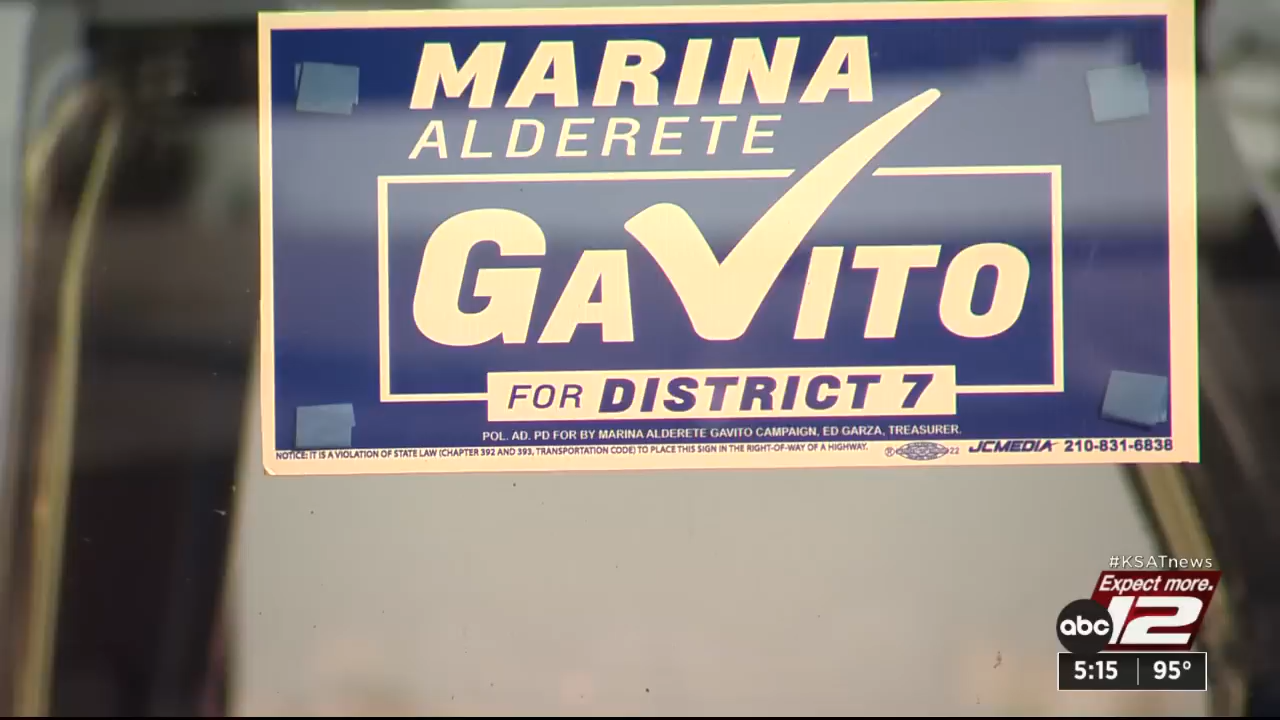 MARINA
ALDERETE
GAVITO
FOR DISTRICT 7
POL. AD. PD FOR BY MARINA ALDERETE GAVITO CAMPAIGN, ED GARZA, TREASURER.
NOTICE: IT IS A VIOLATION OF STATE LAW (CHAPTER 392 AND 393, TRANSPORTATION CODE) TO PLACE THIS SIGN IN THE RIGHT-OF-WAY OF A HIGHWAY.
® 22 JCMEDIA 210-831-6838
#KSATnews
Expect more.
abc 12
5:15 95°